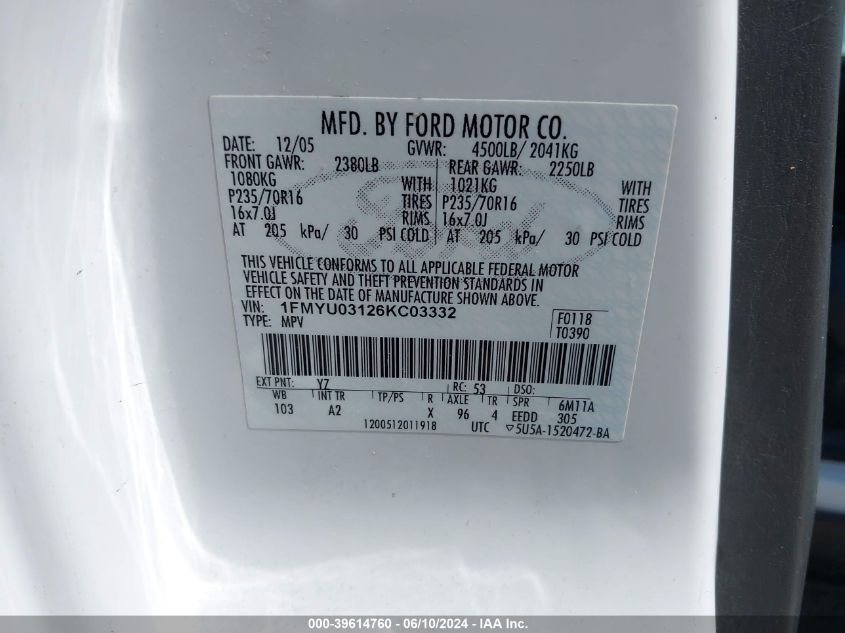 MFD. BY FORD MOTOR CO.
DATE: 12/05 GVWR: 4500LB/ 2041KG
FRONT GAWR: 2380LB REAR GAWR: 2250LB
1080KG WITH 1021KG WITH
P235/70R16 TIRES P235/70R16 TIRES
16x7.0J RIMS 16x7.0J RIMS
AT 205 kPa/ 30 PSI COLD AT 205 kPa/ 30 PSI COLD
THIS VEHICLE CONFORMS TO ALL APPLICABLE FEDERAL MOTOR
VEHICLE SAFETY AND THEFT PREVENTION STANDARDS IN
EFFECT ON THE DATE OF MANUFACTURE SHOWN ABOVE.
VIN: 1FMYU03126KC03332 F0118
TYPE: MPV T0390
EXT PNT: YZ RC: 53 DSO:
WB INT TR TP/PS R AXLE TR SPR 6M11A
103 A2 X 96 4 EEDD 305
1200512011918 UTC ▽5U5A-1520472-BA
000-39614760 - 06/10/2024 - IAA Inc.